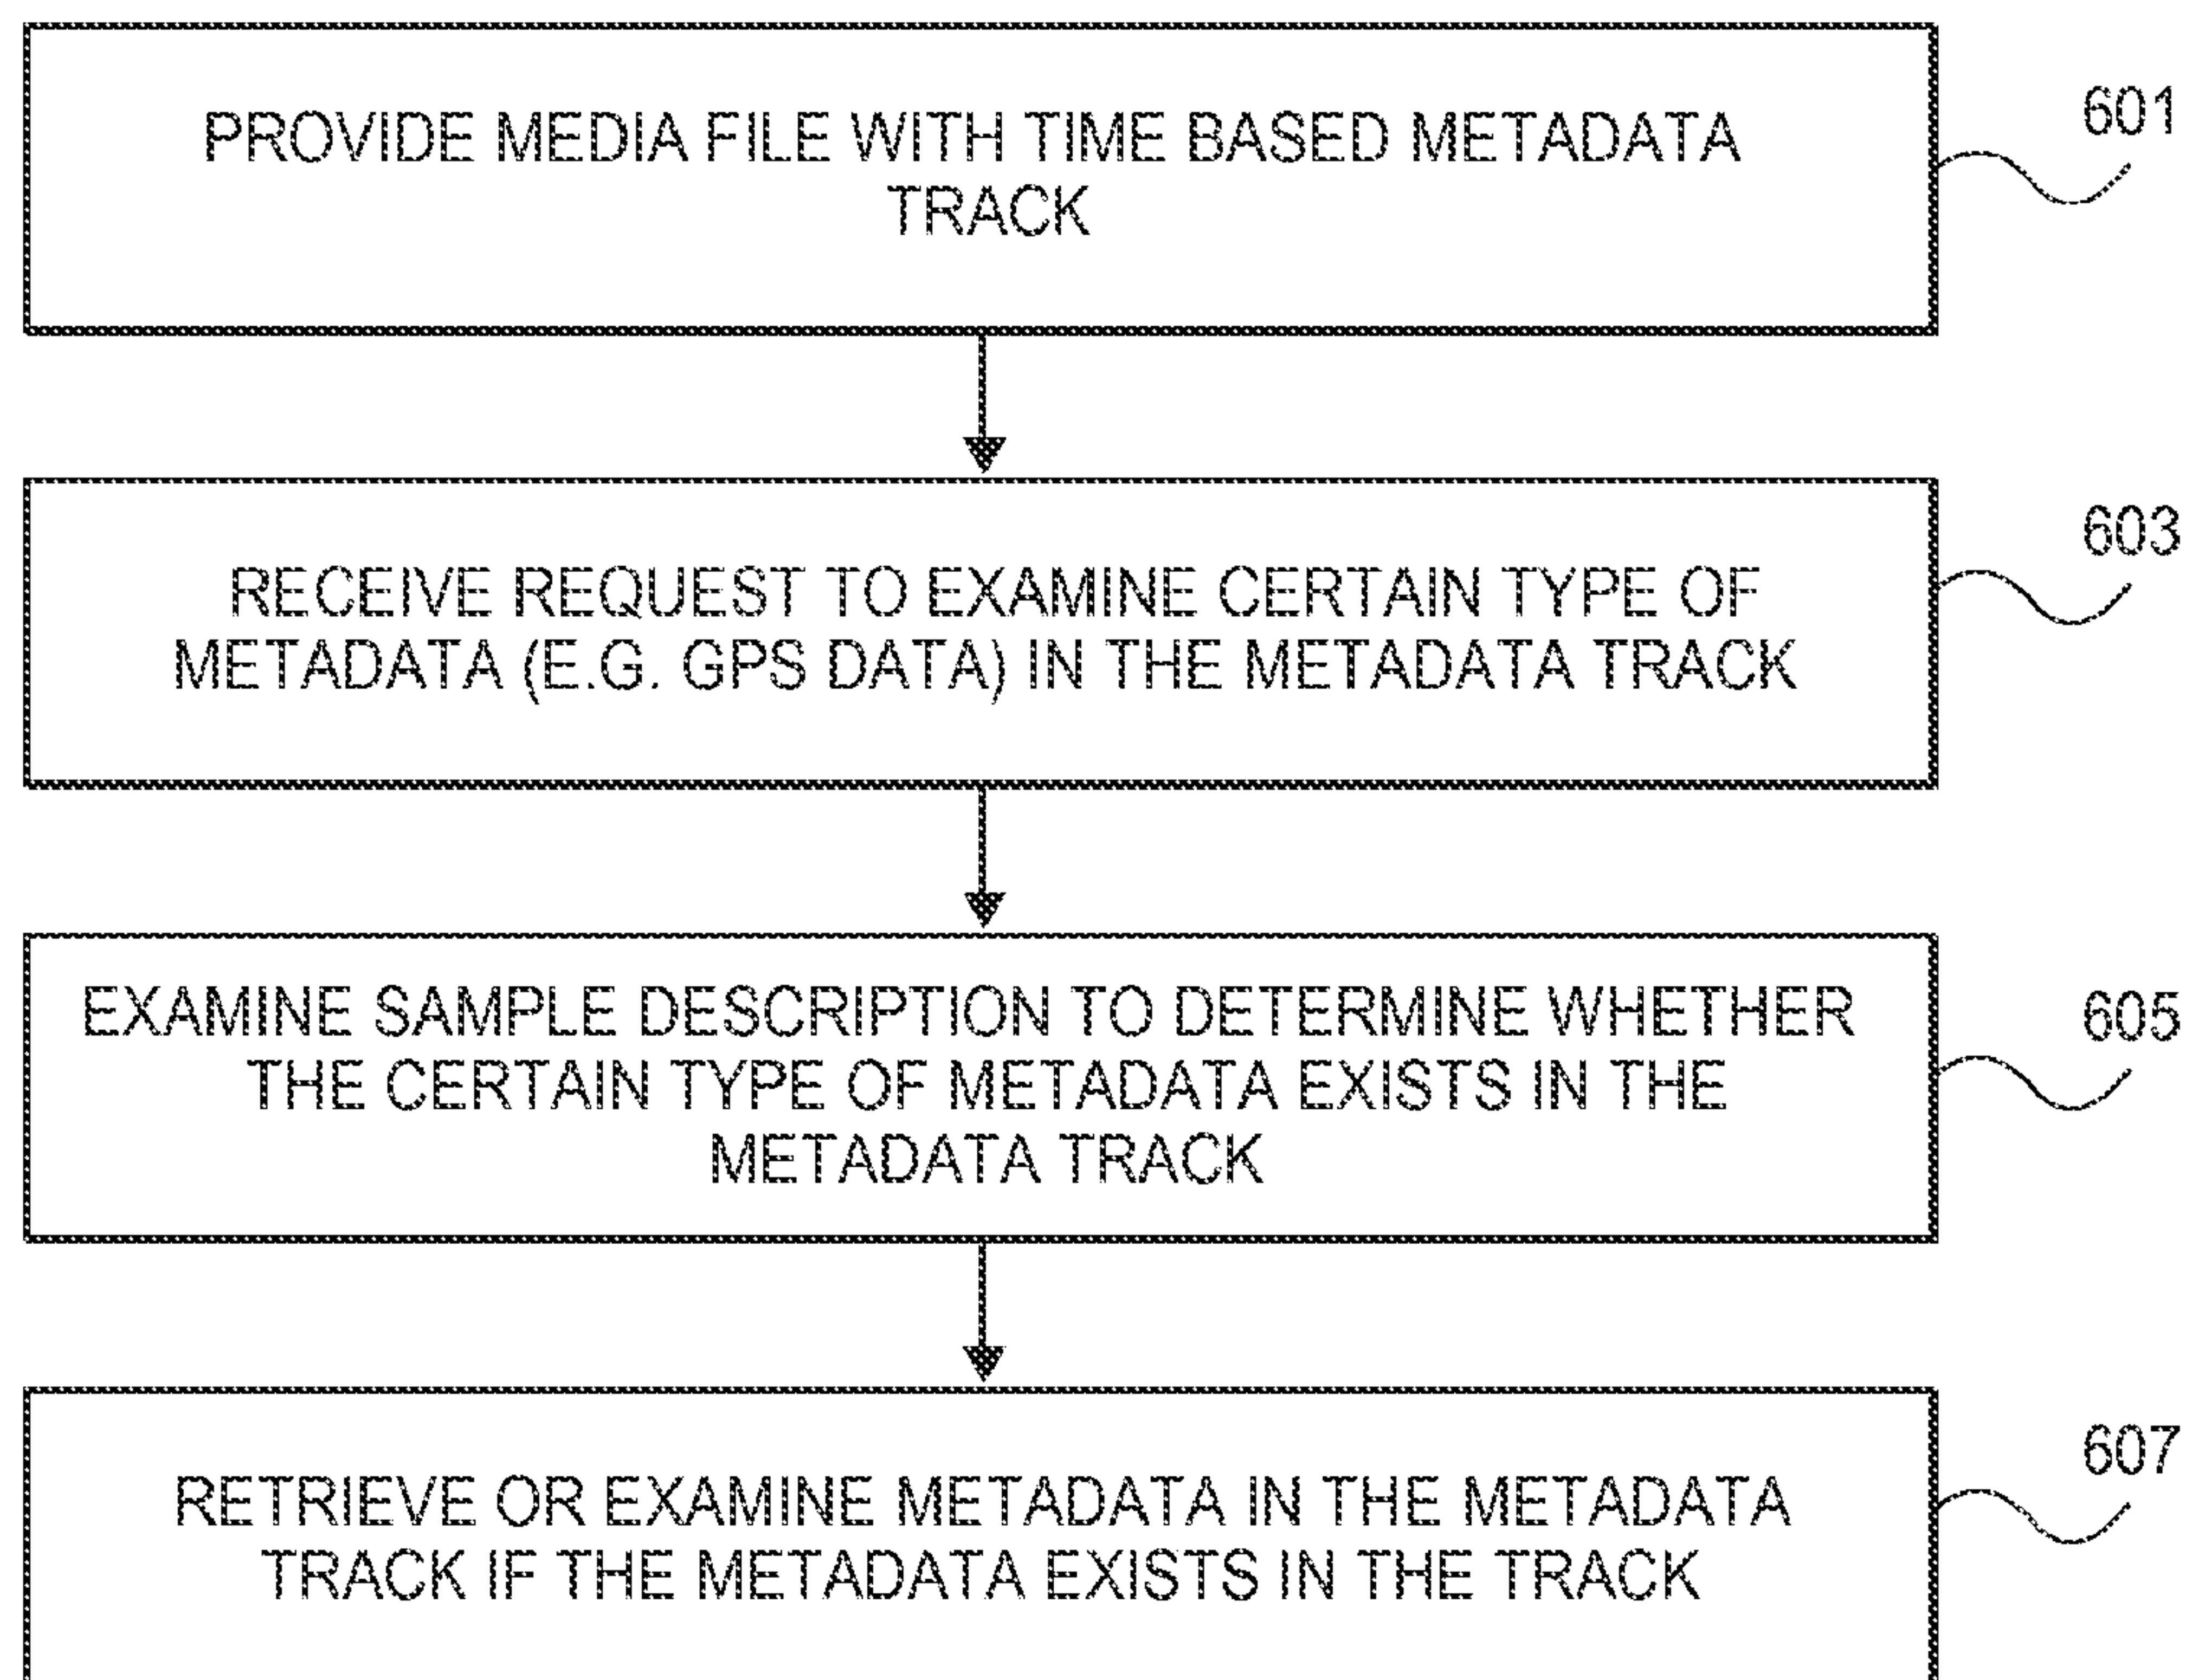 PROVIDE MEDIA FILE WITH TIME BASED METADATA
TRACK
601
RECEIVE REQUEST TO EXAMINE CERTAIN TYPE OF
METADATA (E.G. GPS DATA) IN THE METADATA TRACK
603
EXAMINE SAMPLE DESCRIPTION TO DETERMINE WHETHER
THE CERTAIN TYPE OF METADATA EXISTS IN THE
METADATA TRACK
605
RETRIEVE OR EXAMINE METADATA IN THE METADATA
TRACK IF THE METADATA EXISTS IN THE TRACK
607